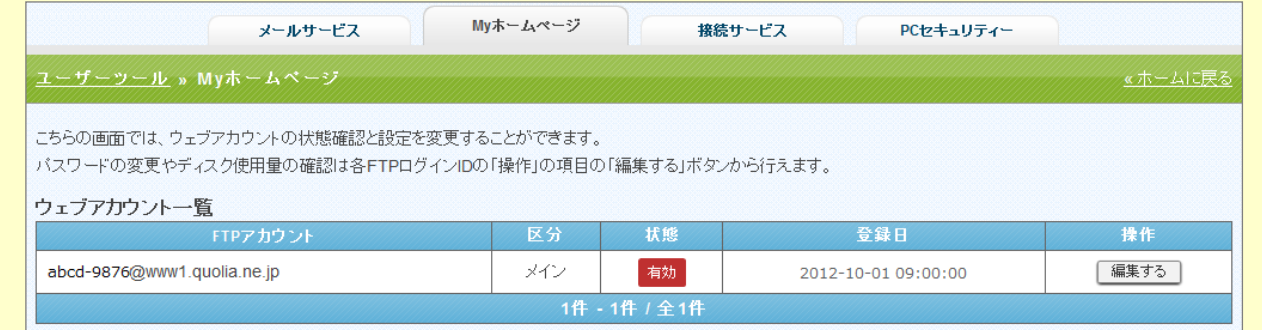 メールサービス Myホームページ 接続サービス PCセキュリティー
ユーザーツール » Myホームページ «ホームに戻る
こちらの画面では、ウェブアカウントの状態確認と設定を変更することができます。
パスワードの変更やディスク使用量の確認は各FTPログインIDの「操作」の項目の「編集する」ボタンから行えます。
ウェブアカウント一覧
FTPアカウント 区分 状態 登録日 操作
abcd-9876@www1.quolia.ne.jp メイン 有効 2012-10-01 09:00:00 編集する
1件 - 1件 / 全1件